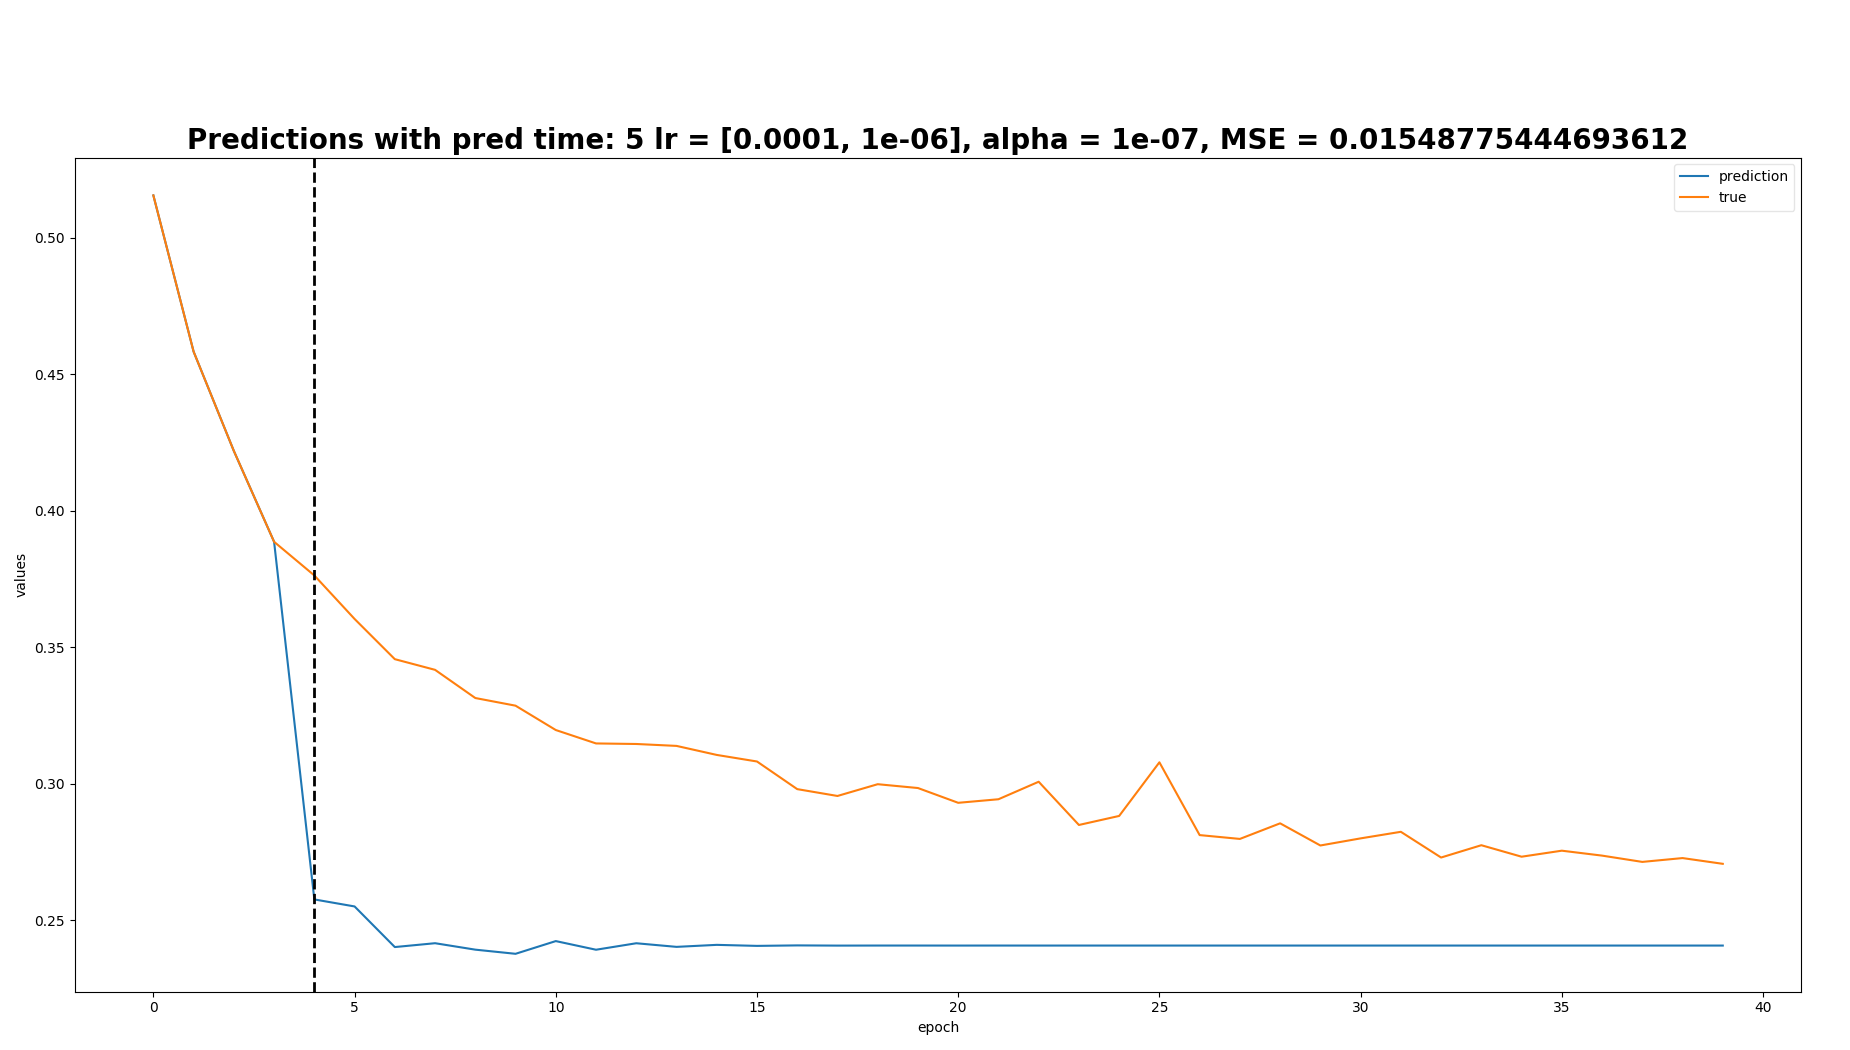 Predictions with pred time: 5 lr = [0.0001, 1e-06], alpha = 1e-07, MSE = 0.01548775444693612
prediction
true
0.50
0.45
0.40
0.35
0.30
0.25
values
0 5 10 15 20 25 30 35 40
epoch